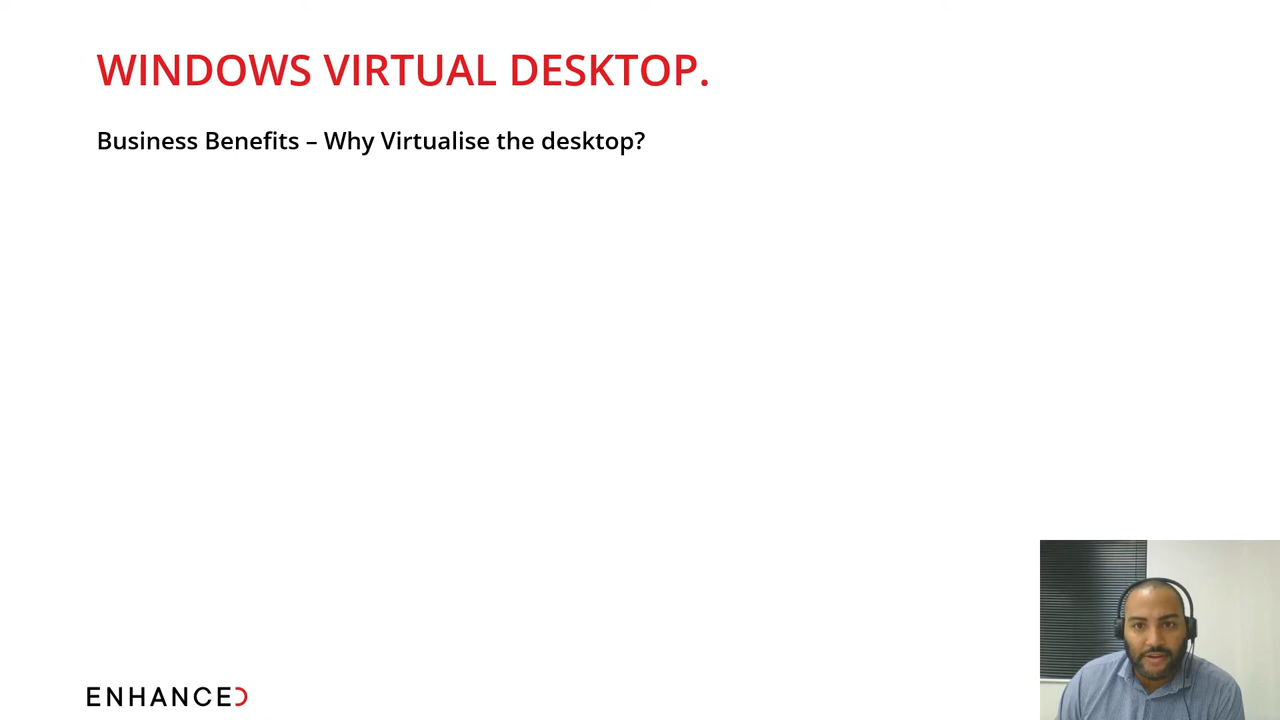 WINDOWS VIRTUAL DESKTOP.
Business Benefits – Why Virtualise the desktop?
ENHANCED